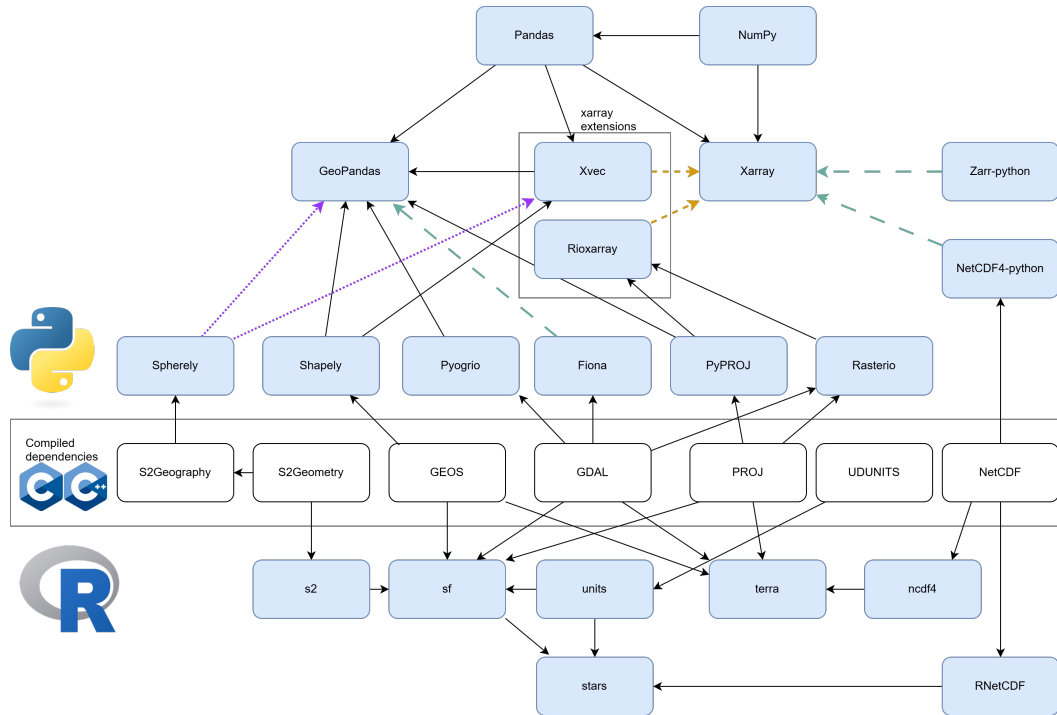 Pandas
NumPy
xarray
extensions
GeoPandas
Xvec
Xarray
Zarr-python
Rioxarray
NetCDF4-python
Spherely
Shapely
Pyogrio
Fiona
PyPROJ
Rasterio
Compiled
dependencies
C
C
++
S2Geography
S2Geometry
GEOS
GDAL
PROJ
UDUNITS
NetCDF
R
s2
sf
units
terra
ncdf4
stars
RNetCDF